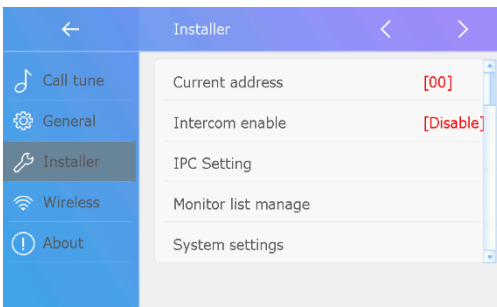 Installer
Call tune
General
Installer
Wireless
About
Current address [00]
Intercom enable [Disable]
IPC Setting
Monitor list manage
System settings